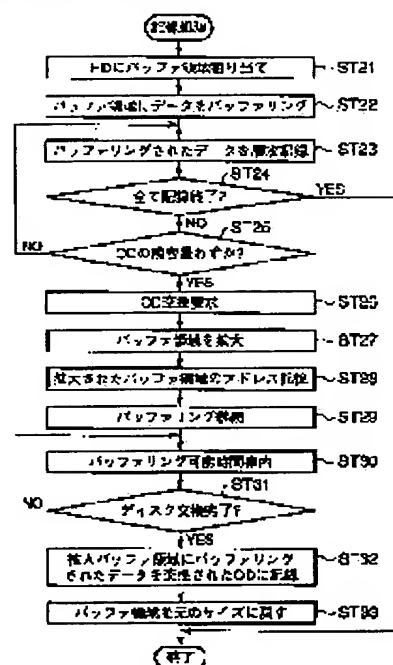 記録開始
HDにバッファ領域割り当て
ST21
バッファ領域にデータをバッファリング
ST22
バッファリングされたデータを順次記録
ST23
ST24
全て記録終了?
YES
NO
ST25
ODの残容量わずか?
NO
YES
OD交換要求
ST26
バッファ領域を拡大
ST27
拡大されたバッファ領域のアドレス記憶
ST28
バッファリング継続
ST29
バッファリング可能時間案内
ST30
ST31
NO
ディスク交換完了?
YES
拡大バッファ領域にバッファリング
されたデータを交換されたODに記録
ST32
バッファ領域を元のサイズに戻す
ST33
終了